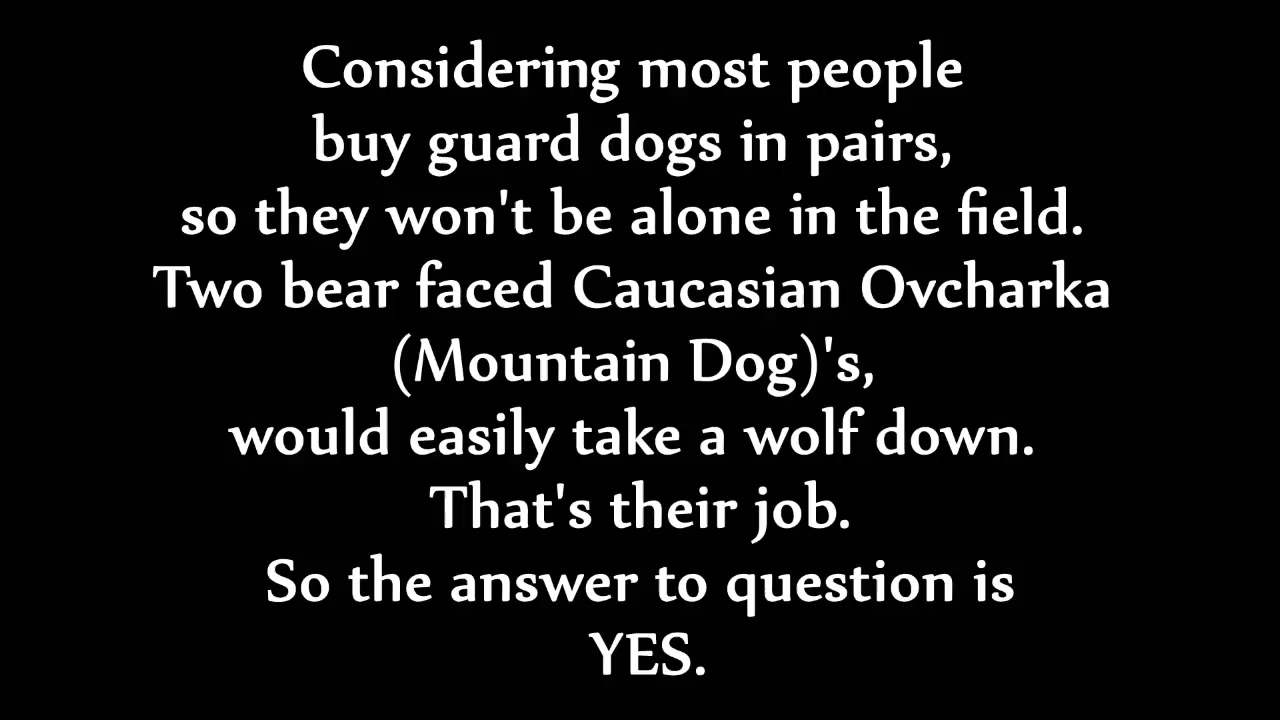 Considering most people
buy guard dogs in pairs,
so they won't be alone in the field.
Two bear faced Caucasian Ovcharka
(Mountain Dog)'s,
would easily take a wolf down.
That's their job.
So the answer to question is
YES.